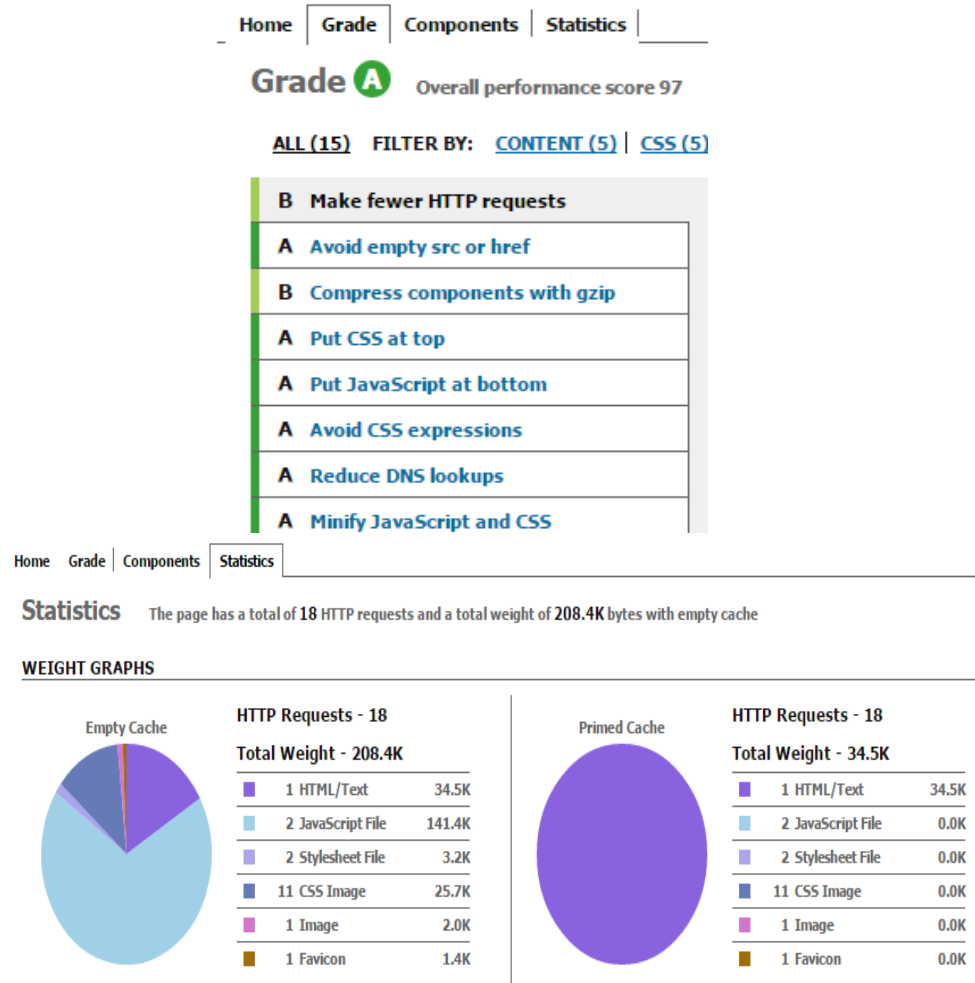 Home Grade Components Statistics
Grade A Overall performance score 97
ALL (15) FILTER BY: CONTENT (5) CSS (5)
B Make fewer HTTP requests
A Avoid empty src or href
B Compress components with gzip
A Put CSS at top
A Put JavaScript at bottom
A Avoid CSS expressions
A Reduce DNS lookups
A Minify JavaScript and CSS
Home Grade Components Statistics
Statistics The page has a total of 18 HTTP requests and a total weight of 208.4K bytes with empty cache
WEIGHT GRAPHS
Empty Cache
HTTP Requests - 18
Total Weight - 208.4K
1 HTML/Text 34.5K
2 JavaScript File 141.4K
2 Stylesheet File 3.2K
11 CSS Image 25.7K
1 Image 2.0K
1 Favicon 1.4K
Primed Cache
HTTP Requests - 18
Total Weight - 34.5K
1 HTML/Text 34.5K
2 JavaScript File 0.0K
2 Stylesheet File 0.0K
11 CSS Image 0.0K
1 Image 0.0K
1 Favicon 0.0K